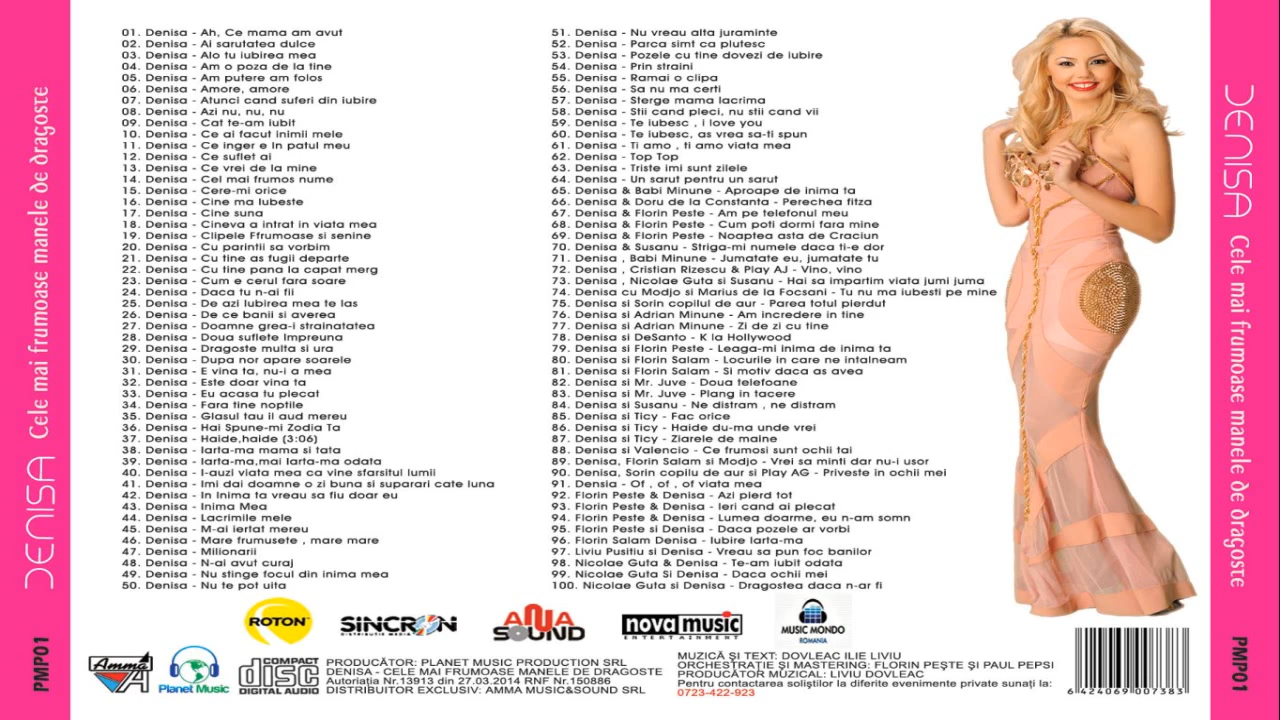 DENISA Cele mai frumoase manele de dragoste
PMP01
01. Denisa - Ah, Ce mama am avut
02. Denisa - Ai sarutatea dulce
03. Denisa - Alo tu iubirea mea
04. Denisa - Am o poza de la tine
05. Denisa - Am putere am folos
06. Denisa - Amore, amore
07. Denisa - Atunci cand suferi din iubire
08. Denisa - Azi nu, nu, nu
09. Denisa - Cat te-am iubit
10. Denisa - Ce ai facut inimii mele
11. Denisa - Ce inger e In patul meu
12. Denisa - Ce suflet ai
13. Denisa - Ce vrei de la mine
14. Denisa - Cel mai frumos nume
15. Denisa - Cere-mi orice
16. Denisa - Cine ma Iubeste
17. Denisa - Cine suna
18. Denisa - Cineva a intrat in viata mea
19. Denisa - Clipele Ffrumoase si senine
20. Denisa - Cu parintii sa vorbim
21. Denisa - Cu tine as fugii departe
22. Denisa - Cu tine pana la capat merg
23. Denisa - Cum e cerul fara soare
24. Denisa - Daca tu n-ai fii
25. Denisa - De azi Iubirea mea te las
26. Denisa - De ce banii si averea
27. Denisa - Doamne grea-i strainatatea
28. Denisa - Doua suflete Impreuna
29. Denisa - Dragoste multa si ura
30. Denisa - Dupa nor apare soarele
31. Denisa - E vina ta, nu-i a mea
32. Denisa - Este doar vina ta
33. Denisa - Eu acasa tu plecat
34. Denisa - Fara tine noptile
35. Denisa - Glasul tau il aud mereu
36. Denisa - Hai Spune-mi Zodia Ta
37. Denisa - Haide,haide (3:06)
38. Denisa - Iarta-ma mama si tata
39. Denisa - Iarta-ma,mai Iarta-ma odata
40. Denisa - I-auzi viata mea ca vine sfarsitul lumii
41. Denisa - Imi dai doamne o zi buna si suparari cate luna
42. Denisa - In Inima ta vreau sa fiu doar eu
43. Denisa - Inima Mea
44. Denisa - Lacrimile mele
45. Denisa - M-ai iertat mereu
46. Denisa - Mare frumusete , mare mare
47. Denisa - Milionarii
48. Denisa - N-ai avut curaj
49. Denisa - Nu stinge focul din inima mea
50. Denisa - Nu te pot uita
51. Denisa - Nu vreau alta juraminte
52. Denisa - Parca simt ca plutesc
53. Denisa - Pozele cu tine dovezi de iubire
54. Denisa - Prin straini
55. Denisa - Ramai o clipa
56. Denisa - Sa nu ma certi
57. Denisa - Sterge mama lacrima
58. Denisa - Stii cand pleci, nu stii cand vii
59. Denisa - Te iubesc , i love you
60. Denisa - Te iubesc, as vrea sa-ti spun
61. Denisa - Ti amo , ti amo viata mea
62. Denisa - Top Top
63. Denisa - Triste imi sunt zilele
64. Denisa - Un sarut pentru un sarut
65. Denisa & Babi Minune - Aproape de inima ta
66. Denisa & Doru de la Constanta - Perechea fitza
67. Denisa & Florin Peste - Am pe telefonul meu
68. Denisa & Florin Peste - Cum poti dormi fara mine
69. Denisa & Florin Peste - Noaptea asta de Craciun
70. Denisa & Susanu - Striga-mi numele daca ti-e dor
71. Denisa , Babi Minune - Jumatate eu, jumatate tu
72. Denisa , Cristian Rizescu & Play AJ - Vino, vino
73. Denisa , Nicolae Guta si Susanu - Hai sa impartim viata jumi juma
74. Denisa cu Modjo si Marius de la Focsani - Tu nu ma iubesti pe mine
75. Denisa si Sorin copilul de aur - Parea totul pierdut
76. Denisa si Adrian Minune - Am incredere in tine
77. Denisa si Adrian Minune - Zi de zi cu tine
78. Denisa si DeSanto - K la Hollywood
79. Denisa si Florin Peste - Leaga-mi inima de inima ta
80. Denisa si Florin Salam - Locurile in care ne intalneam
81. Denisa si Florin Salam - Si motiv daca as avea
82. Denisa si Mr. Juve - Doua telefoane
83. Denisa si Mr. Juve - Plang in tacere
84. Denisa si Susanu - Ne distram , ne distram
85. Denisa si Ticy - Fac orice
86. Denisa si Ticy - Haide du-ma unde vrei
87. Denisa si Ticy - Ziarele de maine
88. Denisa si Valencio - Ce frumosi sunt ochii tai
89. Denisa, Florin Salam si Modjo - Vrei sa minti dar nu-i usor
90. Denisa, Sorin copilu de aur si Play AG - Priveste in ochii mei
91. Densia - Of , of , of viata mea
92. Florin Peste & Denisa - Azi pierd tot
93. Florin Peste & Denisa - Ieri cand ai plecat
94. Florin Peste & Denisa - Lumea doarme, eu n-am somn
95. Florin Peste si Denisa - Daca pozele ar vorbi
96. Florin Salam Denisa - Iubire Iarta-ma
97. Liviu Pusitiu si Denisa - Vreau sa pun foc banilor
98. Nicolae Guta & Denisa - Te-am iubit odata
99. Nicolae Guta Si Denisa - Daca ochii mei
100. Nicolae Guta si Denisa - Dragostea daca n-ar fi
ROTON
SINCRON
DISTRIBUTIE MEDIA
ANA SOUND
nova music
ENTERTAINMENT
MUSIC MONDO
ROMANIA
Amma
Planet Music
COMPACT
disc
DIGITAL AUDIO
PRODUCĂTOR: PLANET MUSIC PRODUCTION SRL
DENISA - CELE MAI FRUMOASE MANELE DE DRAGOSTE
Autoriația Nr.13913 din 27.03.2014 RNF Nr.150886
DISTRIBUITOR EXCLUSIV: AMMA MUSIC&SOUND SRL
MUZICĂ ȘI TEXT: DOVLEAC ILIE LIVIU
ORCHESTRAȚIE ȘI MASTERING: FLORIN PEȘTE ȘI PAUL PEPSI
PRODUCĂTOR MUZICAL: LIVIU DOVLEAC
Pentru contactarea soliștilor la diferite evenimente private sunați la:
0723-422-923
6 424069 007383
DENISA Cele mai frumoase manele de dragoste
PMP01